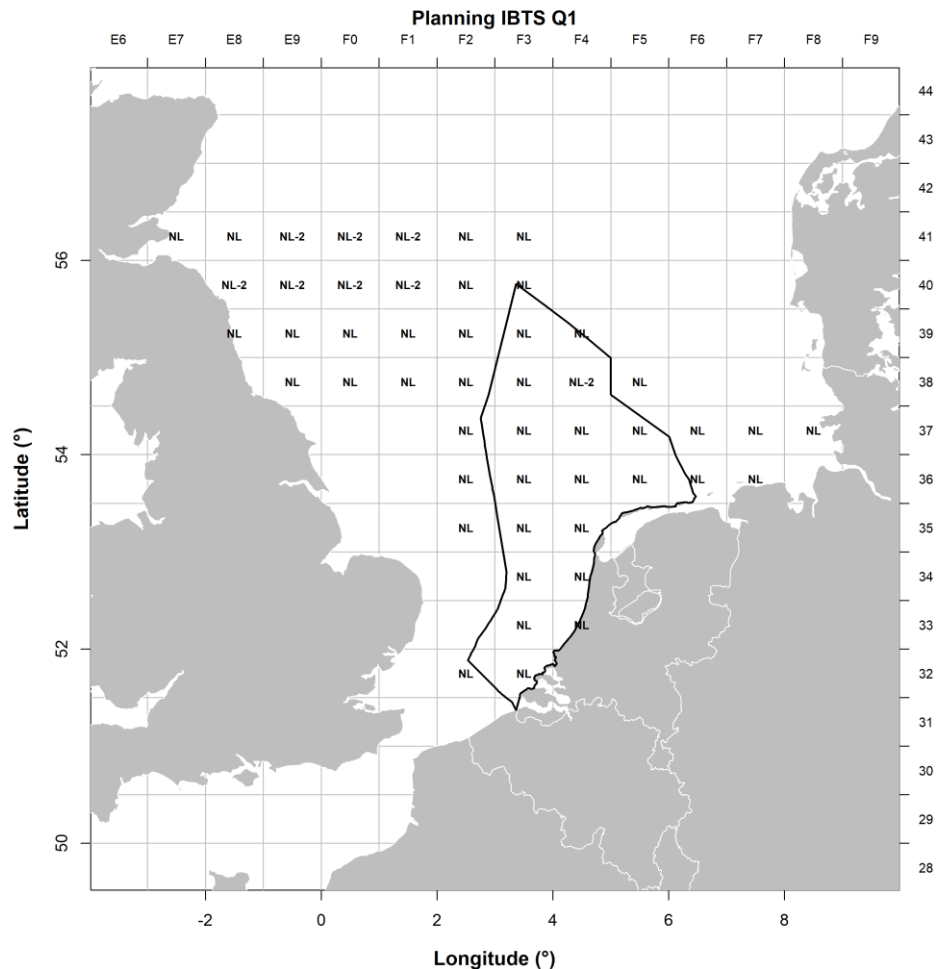 Planning IBTS Q1
E6 E7 E8 E9 F0 F1 F2 F3 F4 F5 F6 F7 F8 F9
44
43
42
NL NL NL-2 NL-2 NL-2 NL NL 41
56
NL-2 NL-2 NL-2 NL-2 NL NL 40
NL NL NL NL NL NL NL 39
NL NL NL NL NL NL-2 NL 38
NL NL NL NL NL NL NL 37
54
NL NL NL NL NL NL 36
NL NL NL 35
NL NL 34
NL NL 33
52
NL NL 32
31
30
29
50
28
-2 0 2 4 6 8
Latitude (°)
Longitude (°)